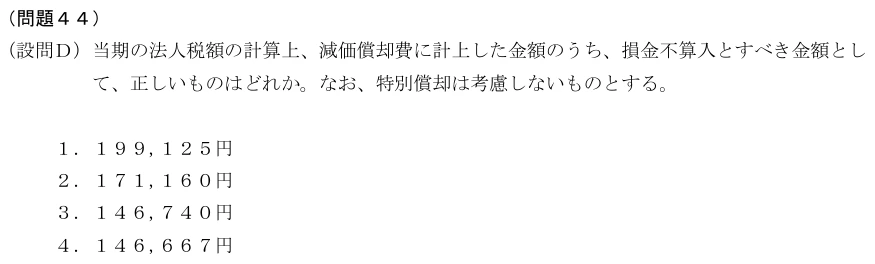 （問題４４）
（設問Ｄ）当期の法人税額の計算上、減価償却費に計上した金額のうち、損金不算入とすべき金額とし
て、正しいものはどれか。なお、特別償却は考慮しないものとする。
１．１９９,１２５円
２．１７１,１６０円
３．１４６,７４０円
４．１４６,６６７円